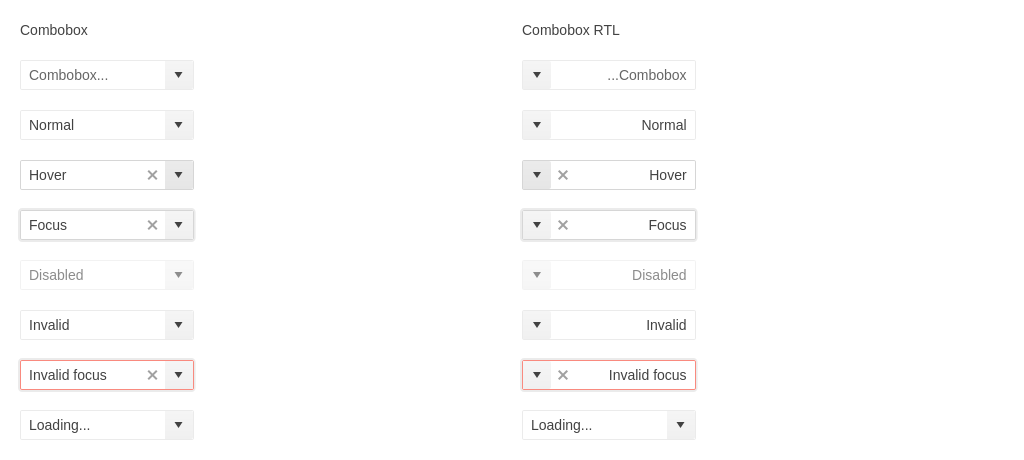 Combobox
Combobox...
Normal
Hover
Focus
Disabled
Invalid
Invalid focus
Loading...
Combobox RTL
...Combobox
Normal
Hover
Focus
Disabled
Invalid
Invalid focus
Loading...